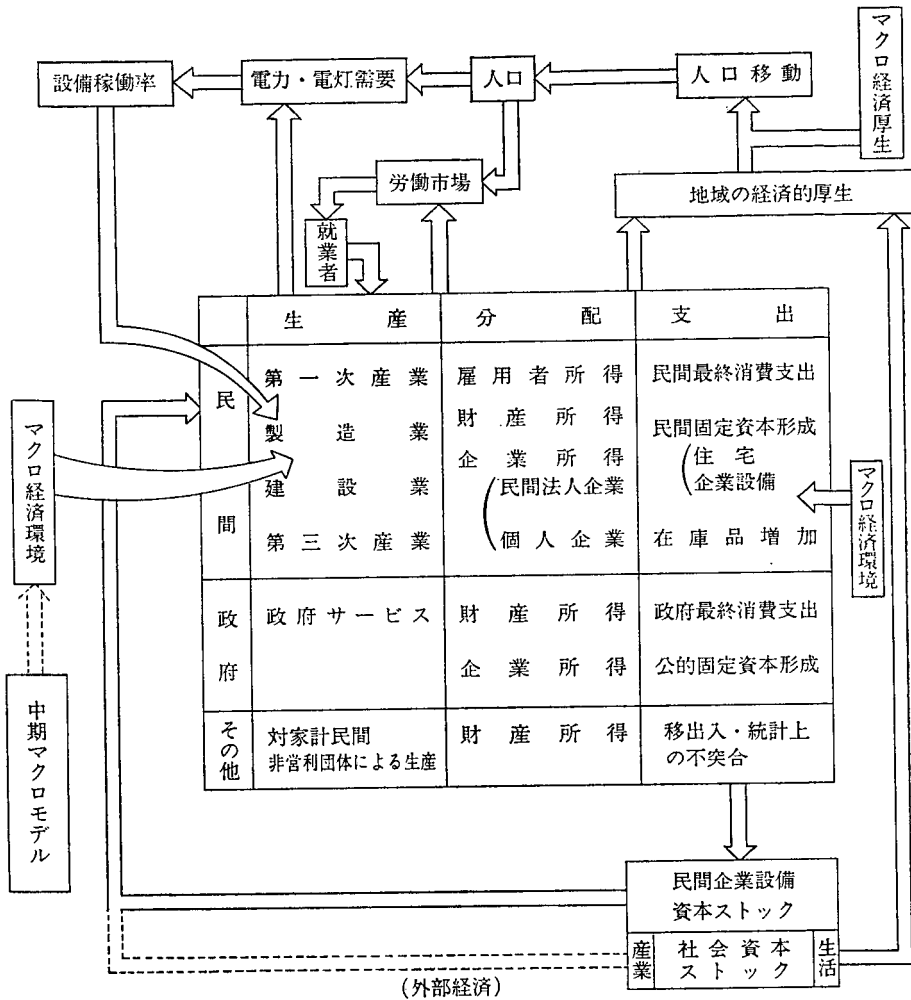 マクロ経済厚生
設備稼働率
電力・電灯需要
人口
人口移動
労働市場
地域の経済的厚生
就業者
生産
分配
支出
民間
第一次産業
雇用者所得
民間最終消費支出
財産所得
製造業
民間固定資本形成
企業所得
住宅
建設業
民間法人企業
企業設備
第三次産業
個人企業
在庫品増加
マクロ経済環境
マクロ経済環境
政府
政府サービス
財産所得
政府最終消費支出
企業所得
公的固定資本形成
中期マクロモデル
その他
対家計民間
非営利団体による生産
財産所得
移出入・統計上
の不突合
民間企業設備
資本ストック
産業
社会資本
ストック
生活
(外部経済)